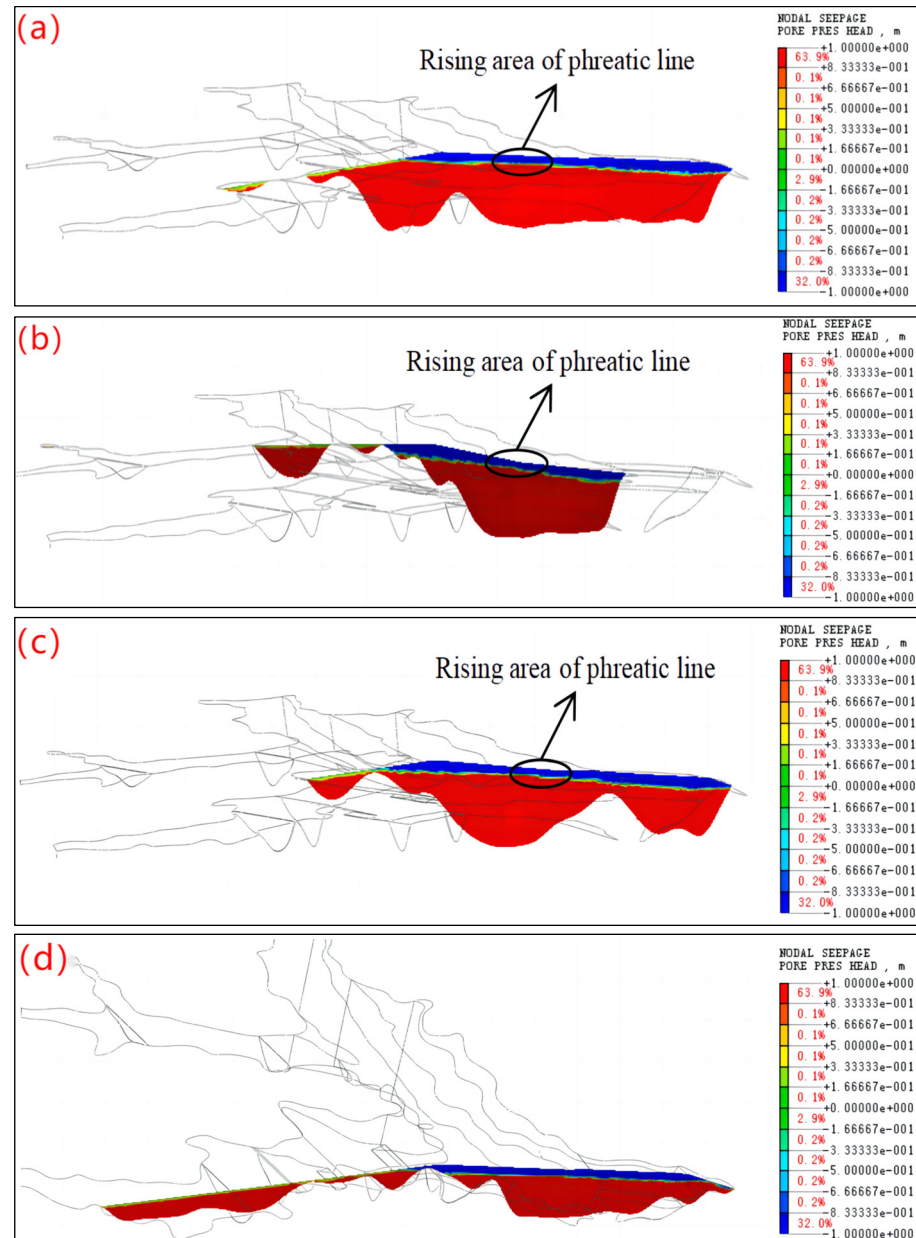 (a)
Rising area of phreatic line
NODAL SEEPAGE
PORE PRES HEAD , m
+1.00000e+000
63.9%
+8.33333e-001
0.1%
+6.66667e-001
0.1%
+5.00000e-001
0.1%
+3.33333e-001
0.1%
+1.66667e-001
0.1%
+0.00000e+000
2.9%
-1.66667e-001
0.2%
-3.33333e-001
0.2%
-5.00000e-001
0.2%
-6.66667e-001
0.2%
-8.33333e-001
32.0%
-1.00000e+000
(b)
Rising area of phreatic line
NODAL SEEPAGE
PORE PRES HEAD , m
+1.00000e+000
63.9%
+8.33333e-001
0.1%
+6.66667e-001
0.1%
+5.00000e-001
0.1%
+3.33333e-001
0.1%
+1.66667e-001
0.1%
+0.00000e+000
2.9%
-1.66667e-001
0.2%
-3.33333e-001
0.2%
-5.00000e-001
0.2%
-6.66667e-001
0.2%
-8.33333e-001
32.0%
-1.00000e+000
(c)
Rising area of phreatic line
NODAL SEEPAGE
PORE PRES HEAD , m
+1.00000e+000
63.9%
+8.33333e-001
0.1%
+6.66667e-001
0.1%
+5.00000e-001
0.1%
+3.33333e-001
0.1%
+1.66667e-001
0.1%
+0.00000e+000
2.9%
-1.66667e-001
0.2%
-3.33333e-001
0.2%
-5.00000e-001
0.2%
-6.66667e-001
0.2%
-8.33333e-001
32.0%
-1.00000e+000
(d)
NODAL SEEPAGE
PORE PRES HEAD , m
+1.00000e+000
63.9%
+8.33333e-001
0.1%
+6.66667e-001
0.1%
+5.00000e-001
0.1%
+3.33333e-001
0.1%
+1.66667e-001
0.1%
+0.00000e+000
2.9%
-1.66667e-001
0.2%
-3.33333e-001
0.2%
-5.00000e-001
0.2%
-6.66667e-001
0.2%
-8.33333e-001
32.0%
-1.00000e+000